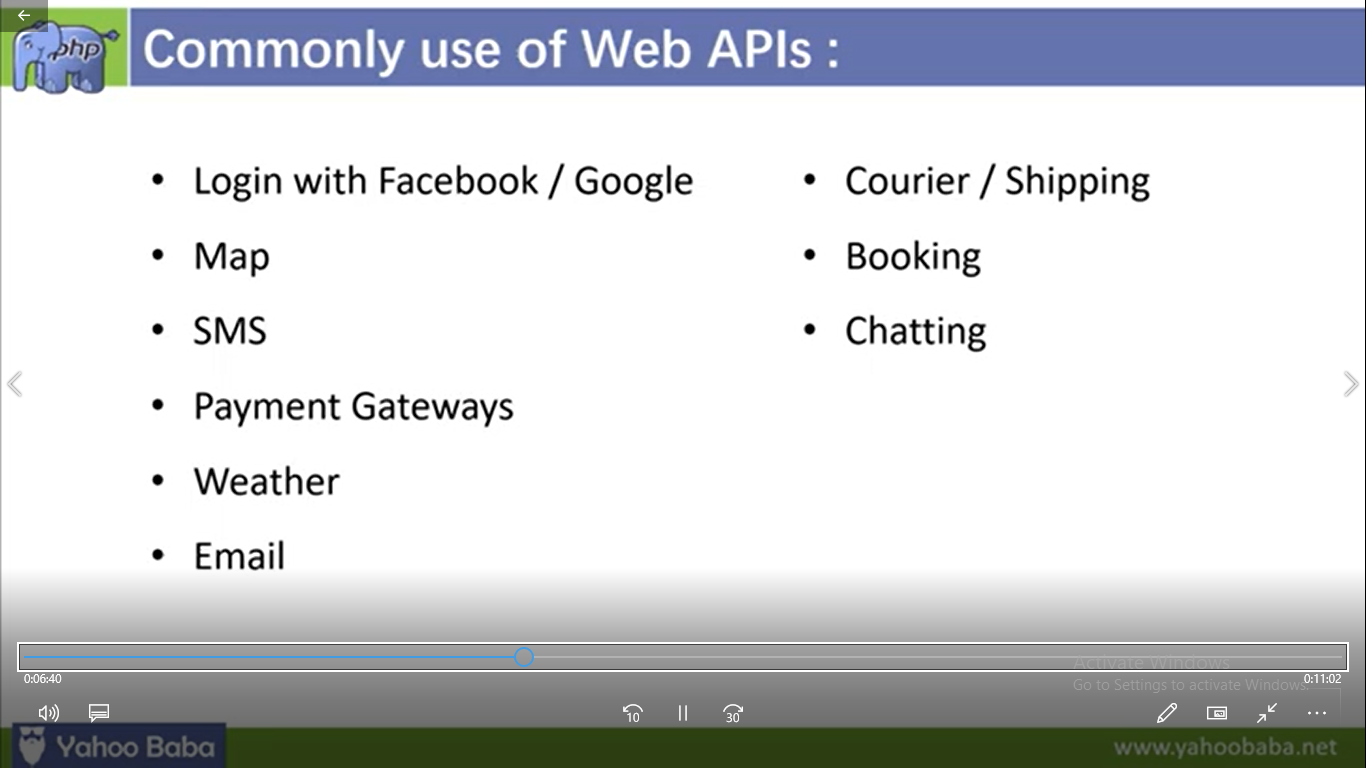 php
Commonly use of Web APIs :
• Login with Facebook / Google
• Map
• SMS
• Payment Gateways
• Weather
• Email
• Courier / Shipping
• Booking
• Chatting
Activate Windows
Go to Settings to activate Windows.
0:06:40
0:11:02
10
30
Yahoo Baba
www.yahoobaba.net